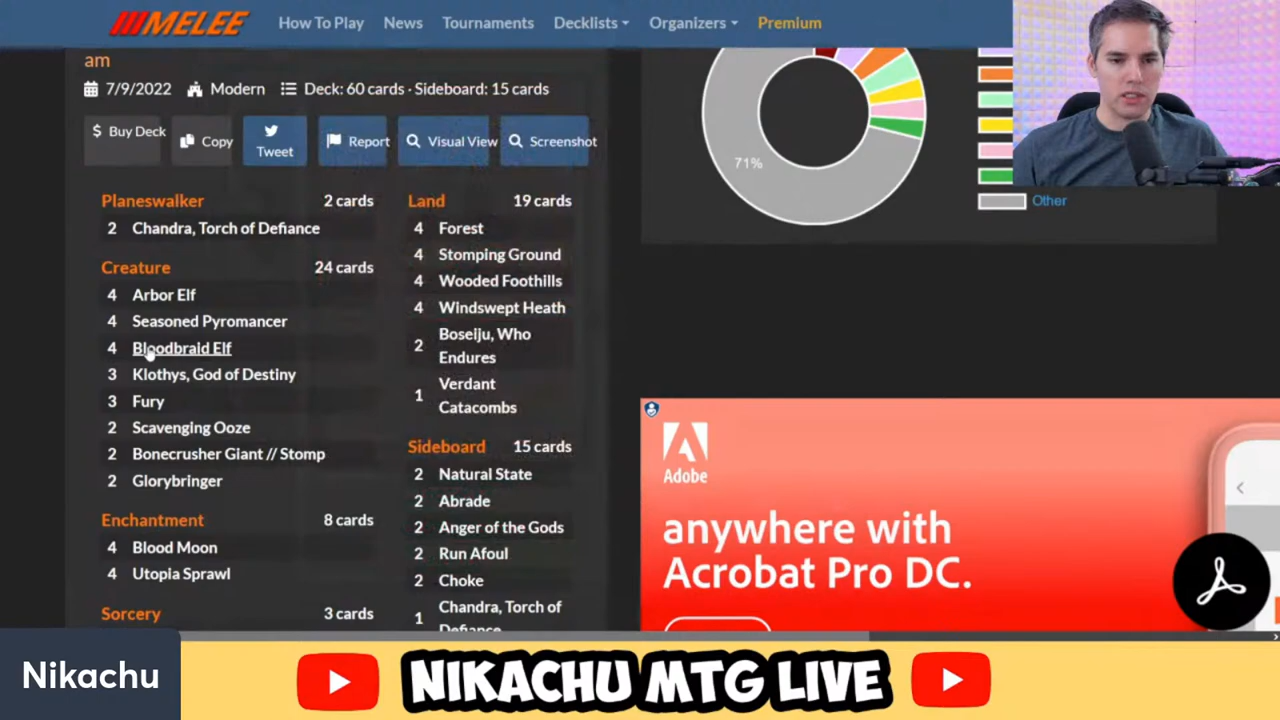 MELEE
How To Play
News
Tournaments
Decklists
Organizers
Premium
am
7/9/2022 Modern Deck: 60 cards · Sideboard: 15 cards
$ Buy Deck
Copy
Tweet
Report
Visual View
Screenshot
Planeswalker 2 cards
2 Chandra, Torch of Defiance
Creature 24 cards
4 Arbor Elf
4 Seasoned Pyromancer
4 Bloodbraid Elf
3 Klothys, God of Destiny
3 Fury
2 Scavenging Ooze
2 Bonecrusher Giant // Stomp
2 Glorybringer
Enchantment 8 cards
4 Blood Moon
4 Utopia Sprawl
Sorcery 3 cards
Land 19 cards
4 Forest
4 Stomping Ground
4 Wooded Foothills
4 Windswept Heath
2 Boseiju, Who
Endures
1 Verdant
Catacombs
Sideboard 15 cards
2 Natural State
2 Abrade
2 Anger of the Gods
2 Run Afoul
2 Choke
1 Chandra, Torch of
Defiance
71%
Other
Adobe
anywhere with
Acrobat Pro DC.
Nikachu
NIKACHU MTG LIVE